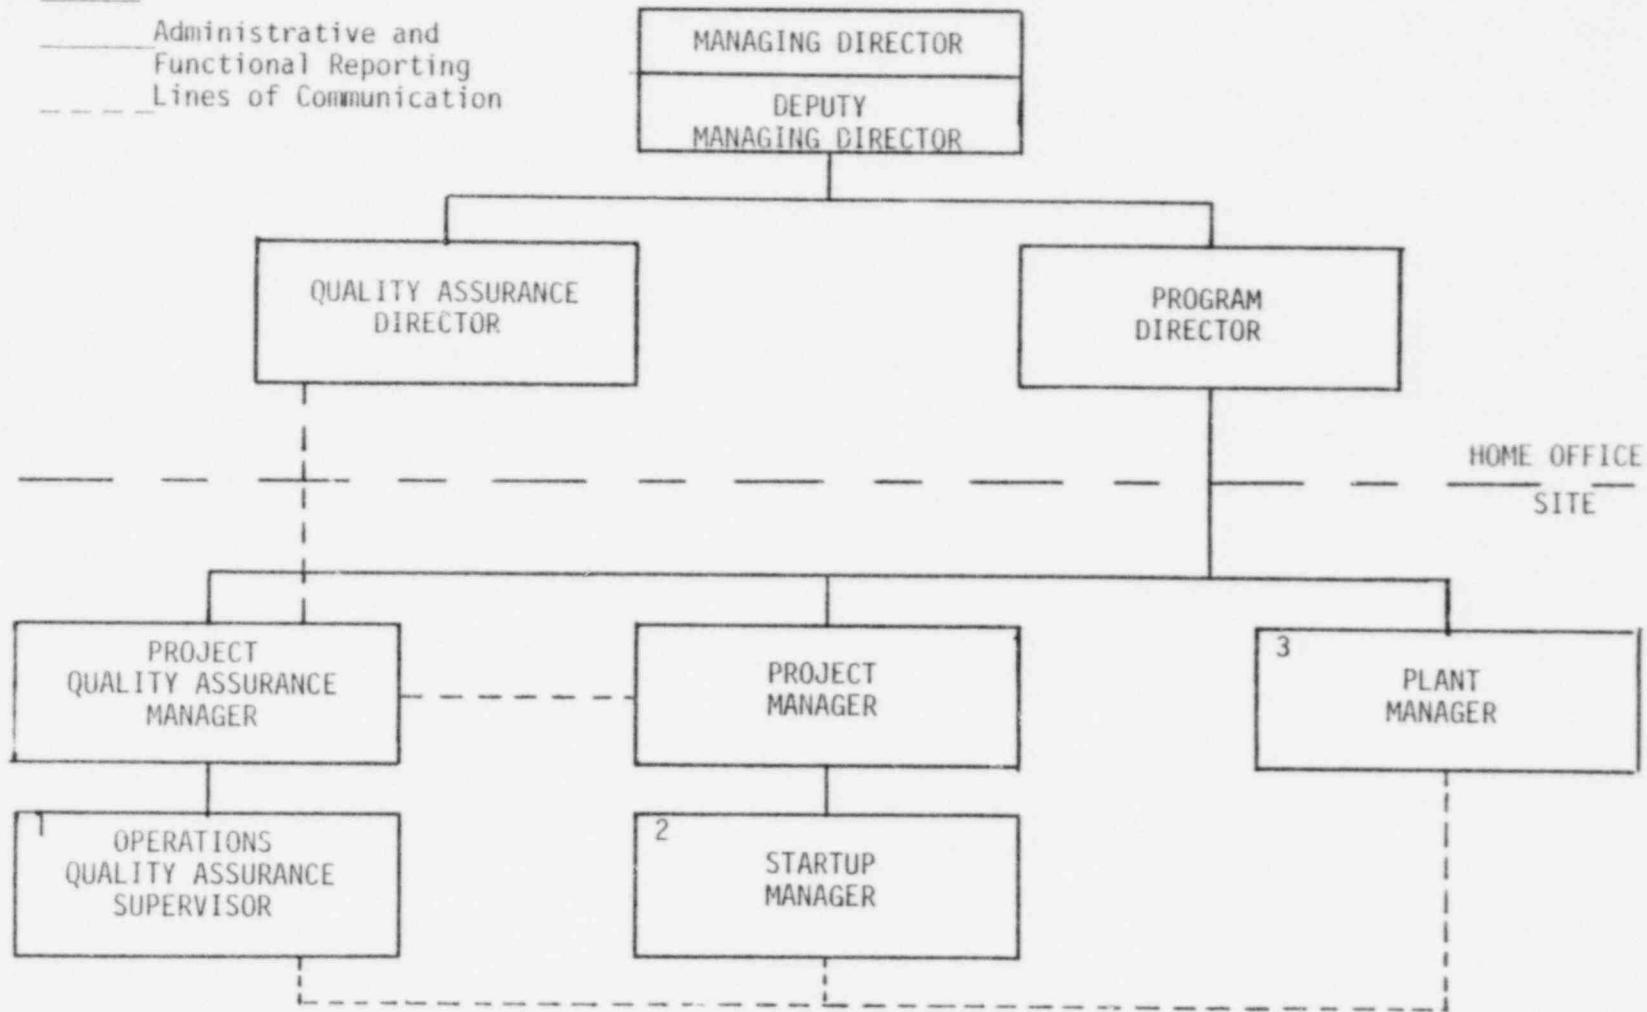 Administrative and
Functional Reporting
Lines of Communication
MANAGING DIRECTOR
DEPUTY
MANAGING DIRECTOR
QUALITY ASSURANCE
DIRECTOR
PROGRAM
DIRECTOR
HOME OFFICE
SITE
PROJECT
QUALITY ASSURANCE
MANAGER
PROJECT
MANAGER
3
PLANT
MANAGER
1
OPERATIONS
QUALITY ASSURANCE
SUPERVISOR
2
STARTUP
MANAGER